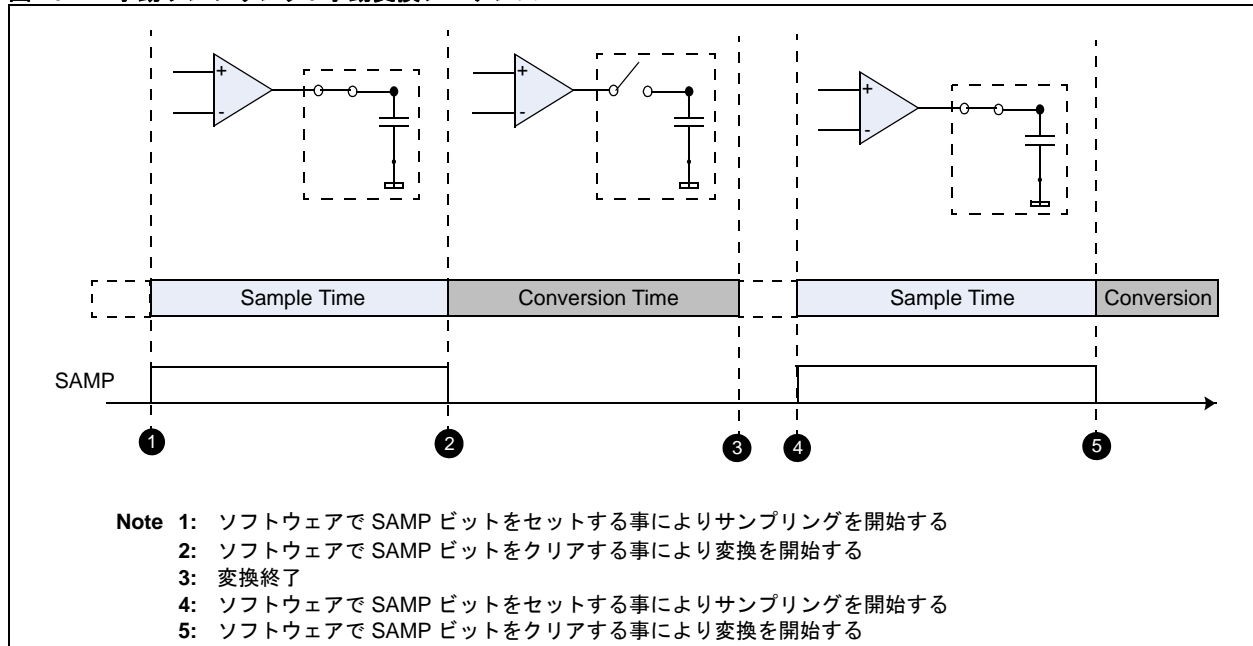 +
-
+
-
+
-
Sample Time
Conversion Time
Sample Time
Conversion
SAMP
1
2
3
4
5
Note 1: ソフトウェアで SAMP ビットをセットする事によりサンプリングを開始する
2: ソフトウェアで SAMP ビットをクリアする事により変換を開始する
3: 変換終了
4: ソフトウェアで SAMP ビットをセットする事によりサンプリングを開始する
5: ソフトウェアで SAMP ビットをクリアする事により変換を開始する